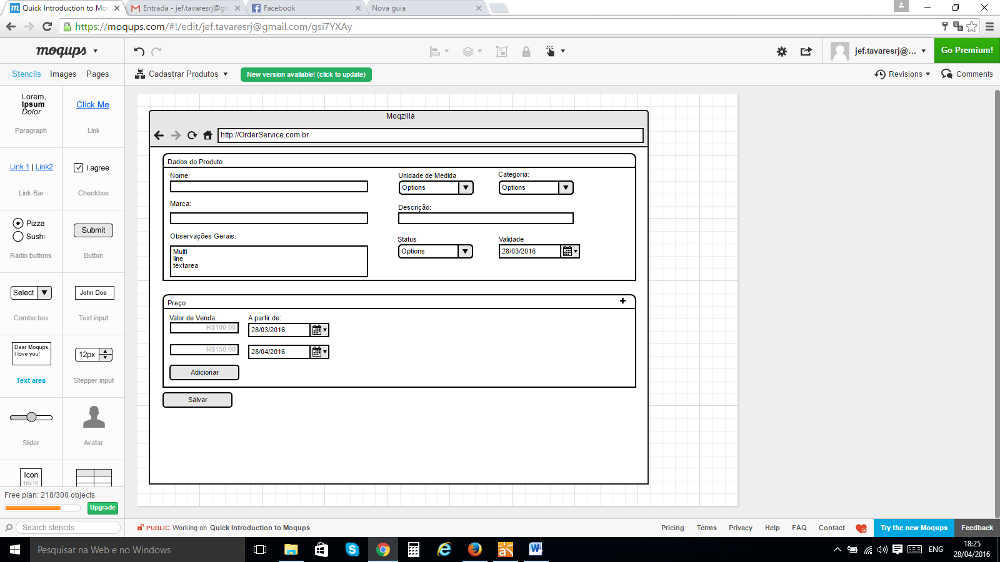 Quick Introduction to Mo
Entrada - jef.tavaresrj@gm
Facebook
Nova guia
https://moqups.com/#!/edit/jef.tavaresrj@gmail.com/gsi7YXAy
moqups
jef.tavaresrj@...
Go Premium!
Stencils
Images
Pages
Cadastrar Produtos
New version available! (click to update)
Revisions
Comments
Lorem,
Ipsum
Dolor
Paragraph
Click Me
Link
Link 1 | Link2
Link Bar
I agree
Checkbox
Pizza
Sushi
Radio buttons
Submit
Button
Select
Combo box
John Doe
Text input
Dear Moqups,
I love you!
Text area
12px
Stepper input
Slider
Avatar
Icon
16x16
Free plan: 218/300 objects
Upgrade
Search stencils
Moqzilla
http://OrderService.com.br
Dados do Produto
Nome:
Unidade de Medida
Options
Categoria:
Options
Marca:
Descrição:
Observações Gerais:
Multi
line
textarea
Status
Options
Validade
28/03/2016
Preço
Valor de Venda:
A partir de:
R$100,00
28/03/2016
R$150,00
28/04/2016
Adicionar
Salvar
PUBLIC Working on Quick Introduction to Moqups
Pricing
Terms
Privacy
Help
FAQ
Contact
Try the new Moqups
Feedback
Pesquisar na Web e no Windows
ENG
18:25
28/04/2016